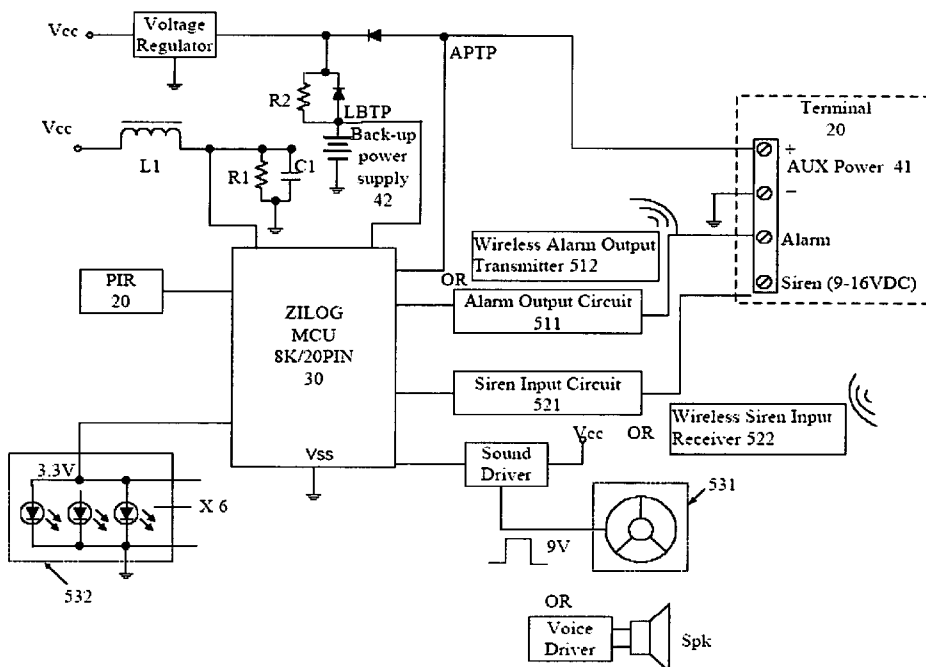 Vcc
Voltage
Regulator
APTP
R2
LBTP
Back-up
power
supply
42
Vcc
L1
R1
C1
Terminal
20
+
AUX Power 41
−
Alarm
Siren (9-16VDC)
Wireless Alarm Output
Transmitter 512
OR
Alarm Output Circuit
511
PIR
20
ZILOG
MCU
8K/20PIN
30
Vss
Siren Input Circuit
521
Vcc
OR
Wireless Siren Input
Receiver 522
Sound
Driver
531
9V
3.3V
X 6
532
OR
Voice
Driver
Spk